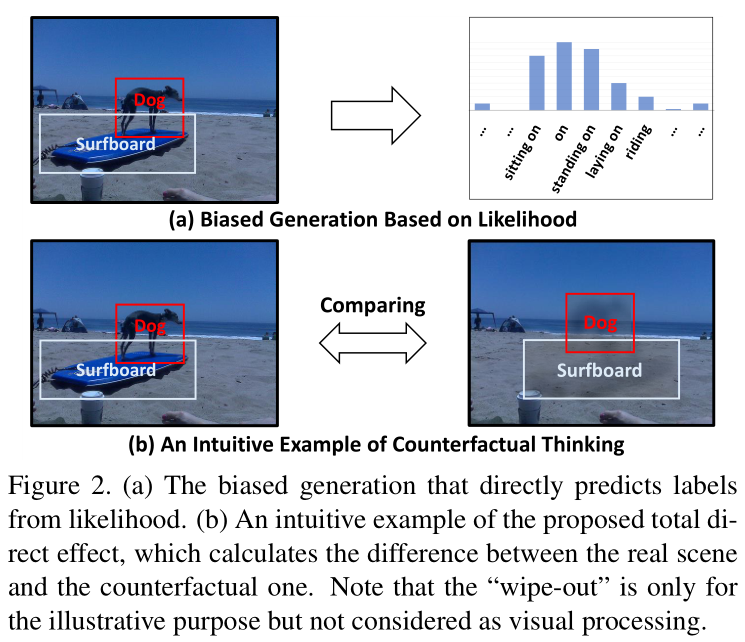 Dog
Surfboard
...
...
sitting on
on
standing on
laying on
riding
...
...
(a) Biased Generation Based on Likelihood
Dog
Surfboard
Comparing
Dog
Surfboard
(b) An Intuitive Example of Counterfactual Thinking
Figure 2. (a) The biased generation that directly predicts labels
from likelihood. (b) An intuitive example of the proposed total di-
rect effect, which calculates the difference between the real scene
and the counterfactual one. Note that the “wipe-out” is only for
the illustrative purpose but not considered as visual processing.